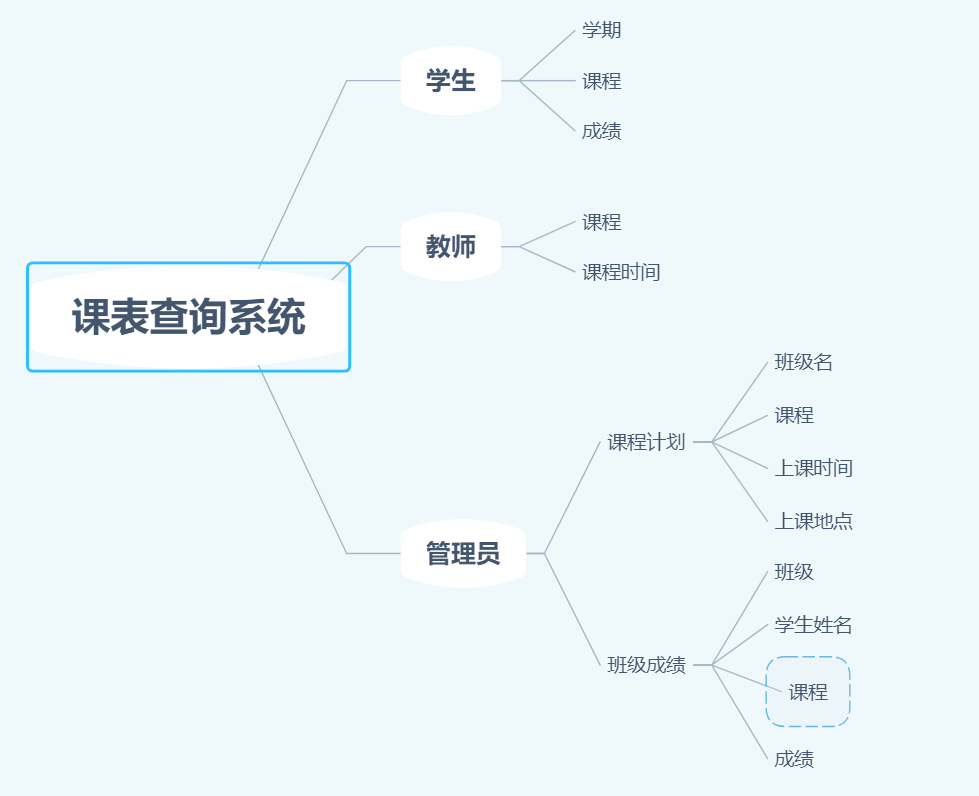 课表查询系统
学生
学期
课程
成绩
教师
课程
课程时间
管理员
课程计划
班级名
课程
上课时间
上课地点
班级成绩
班级
学生姓名
课程
成绩